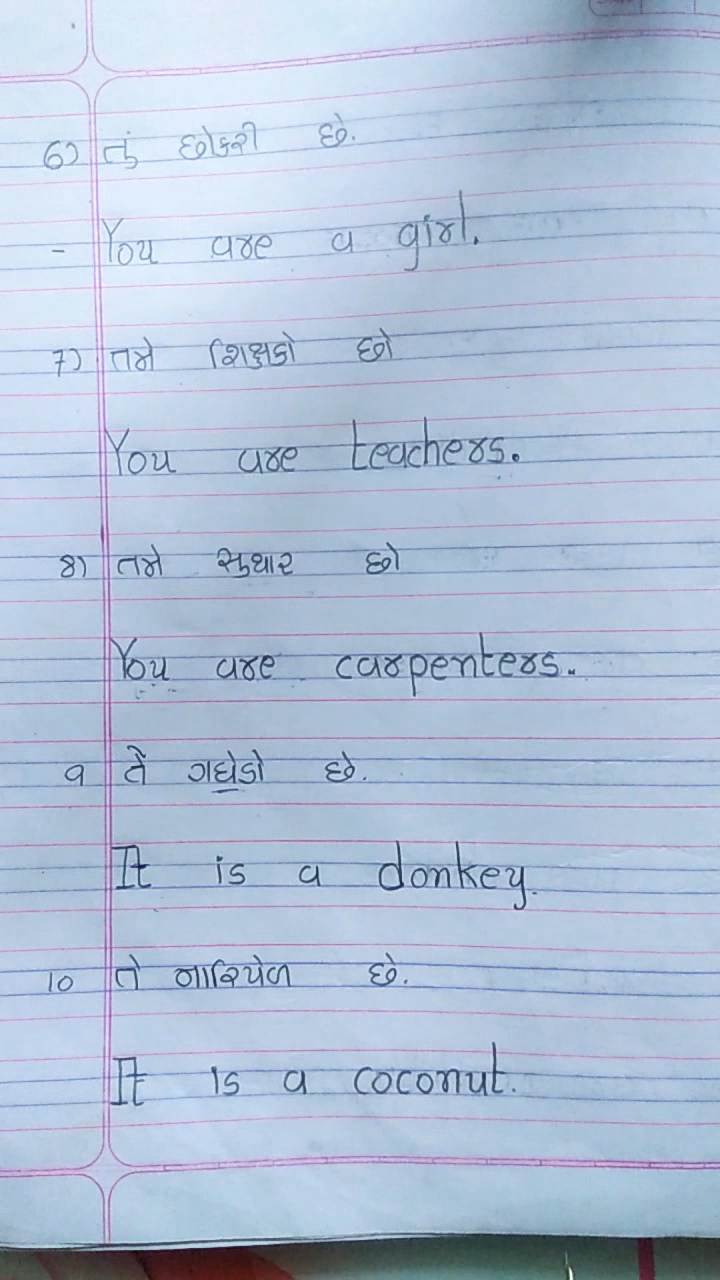 6) તું છોકરી છે.
- You are a girl.
7) તમે શિક્ષકો છો
You are teachers.
8) તમે સુથાર છો
You are carpenters.
9 તે ગધેડો છે.
It is a donkey.
10 તે નારિયેળ છે.
It is a coconut.